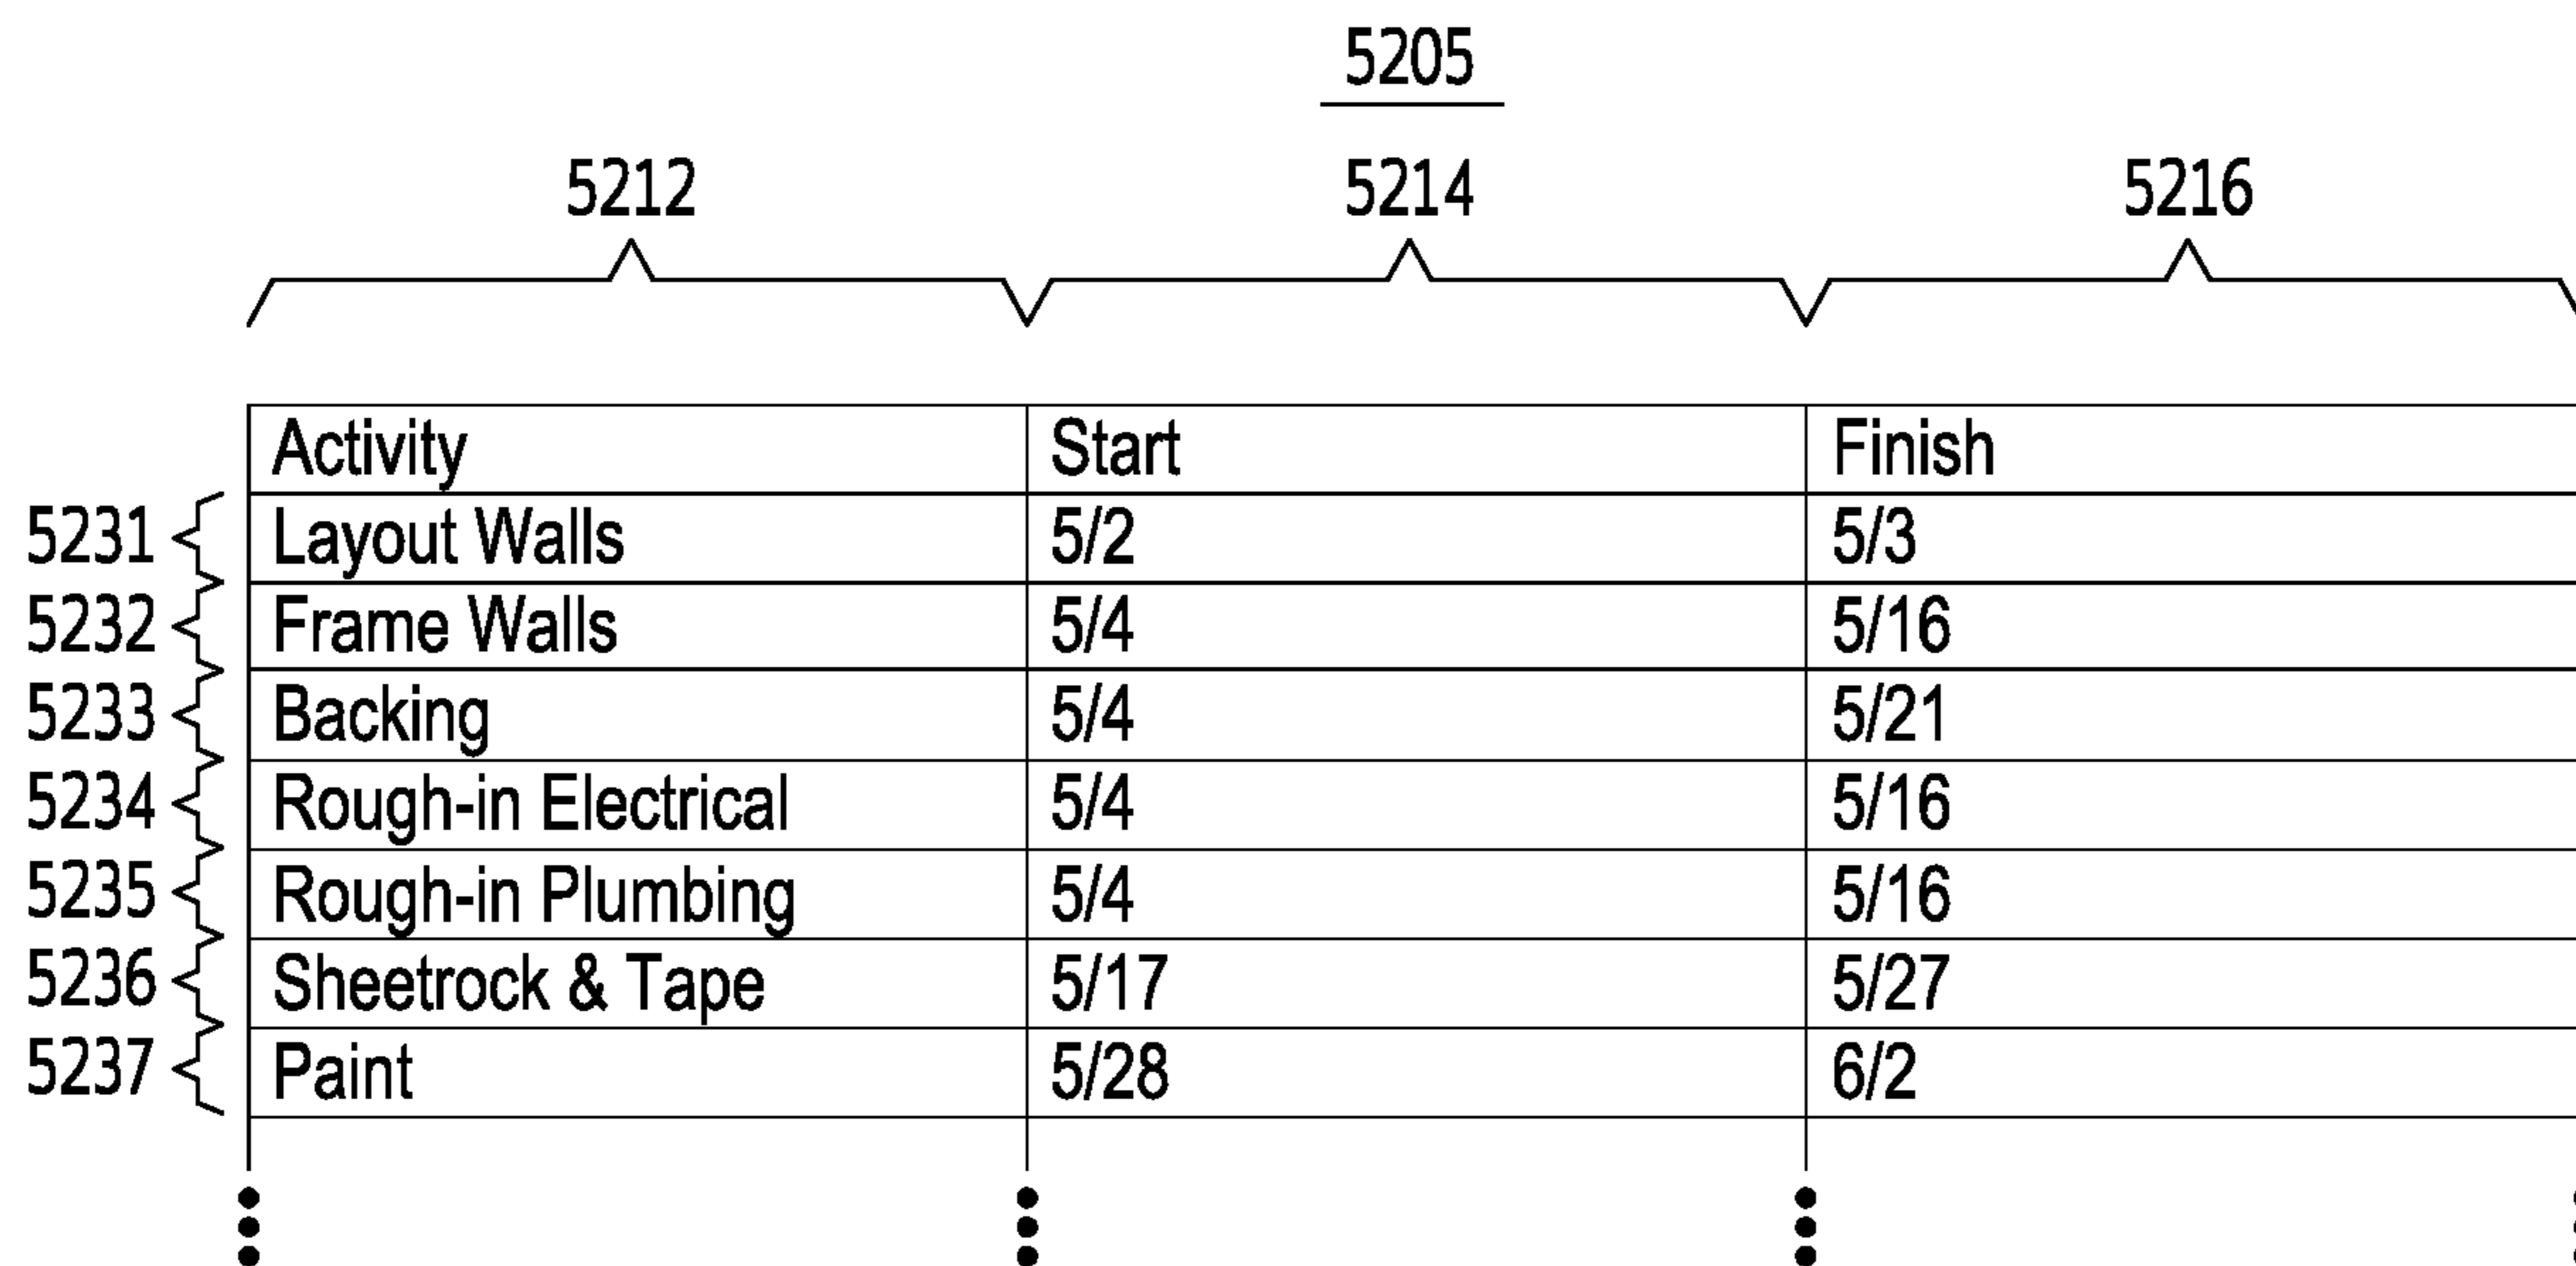 5205
5212 5214 5216
Activity Start Finish
5231 Layout Walls 5/2 5/3
5232 Frame Walls 5/4 5/16
5233 Backing 5/4 5/21
5234 Rough-in Electrical 5/4 5/16
5235 Rough-in Plumbing 5/4 5/16
5236 Sheetrock & Tape 5/17 5/27
5237 Paint 5/28 6/2